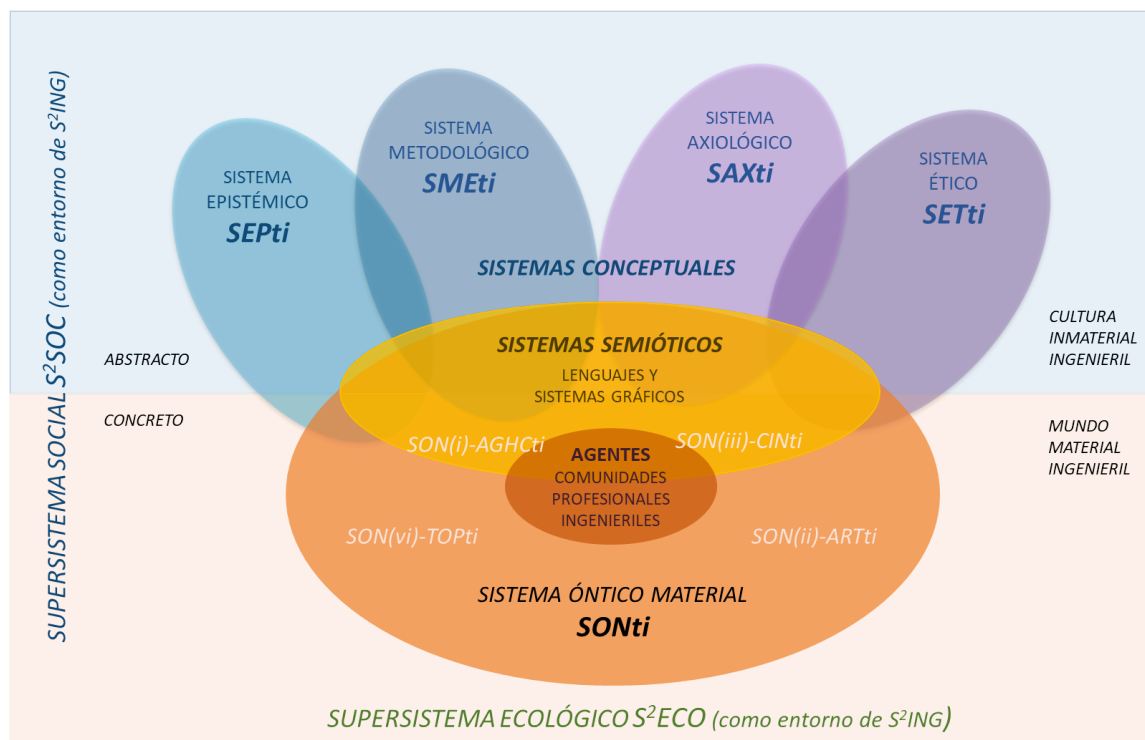 SISTEMA
EPISTÉMICO
SEPti
SISTEMA
METODOLÓGICO
SMEti
SISTEMA
AXIOLÓGICO
SAXti
SISTEMA
ÉTICO
SETti
SISTEMAS CONCEPTUALES
SISTEMAS SEMIÓTICOS
LENGUAJES Y
SISTEMAS GRÁFICOS
ABSTRACTO
CONCRETO
CULTURA
INMATERIAL
INGENIERIL
MUNDO
MATERIAL
INGENIERIL
SON(i)-AGHCti
SON(iii)-CINti
AGENTES
COMUNIDADES
PROFESIONALES
INGENIERILES
SON(vi)-TOPti
SON(ii)-ARTti
SISTEMA ÓNTICO MATERIAL
SONti
SUPERSISTEMA SOCIAL S²SOC (como entorno de S²ING)
SUPERSISTEMA ECOLÓGICO S²ECO (como entorno de S²ING)